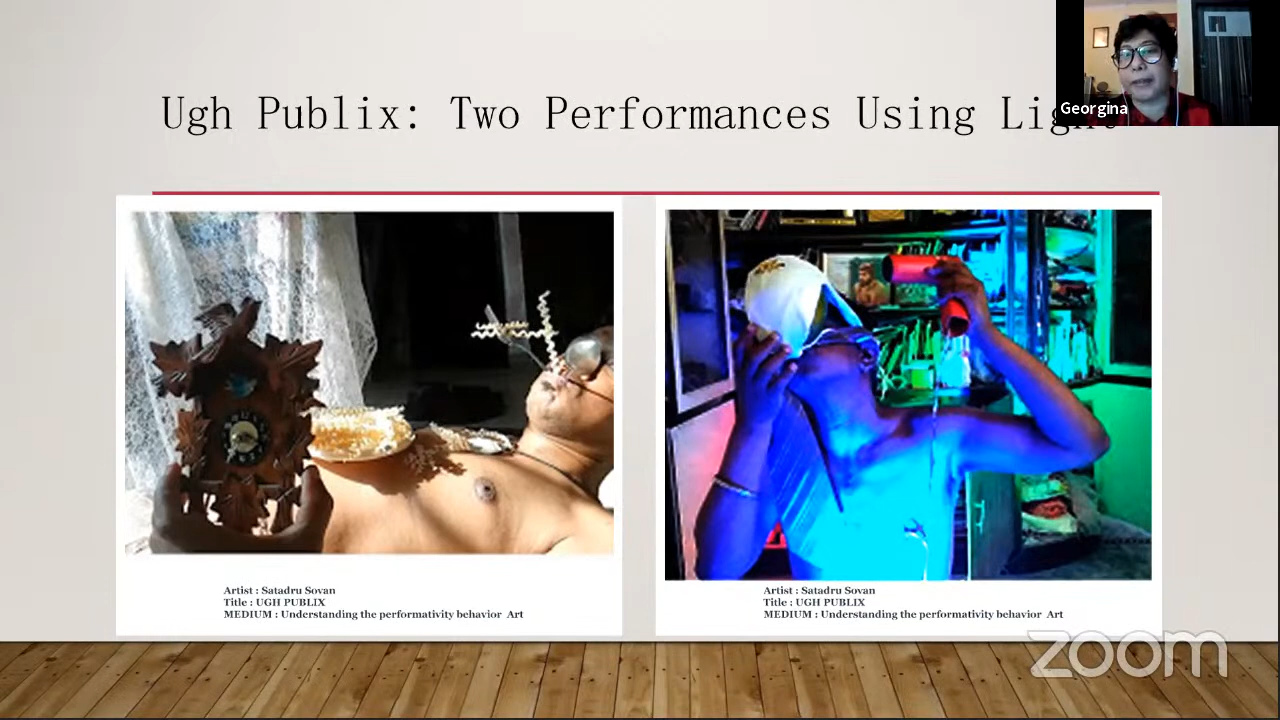 Ugh Publix: Two Performances Using Light
Georgina
Artist : Satadru Sovan
Title : UGH PUBLIX
MEDIUM : Understanding the performativity behavior Art
Artist : Satadru Sovan
Title : UGH PUBLIX
MEDIUM : Understanding the performativity behavior Art
zoom